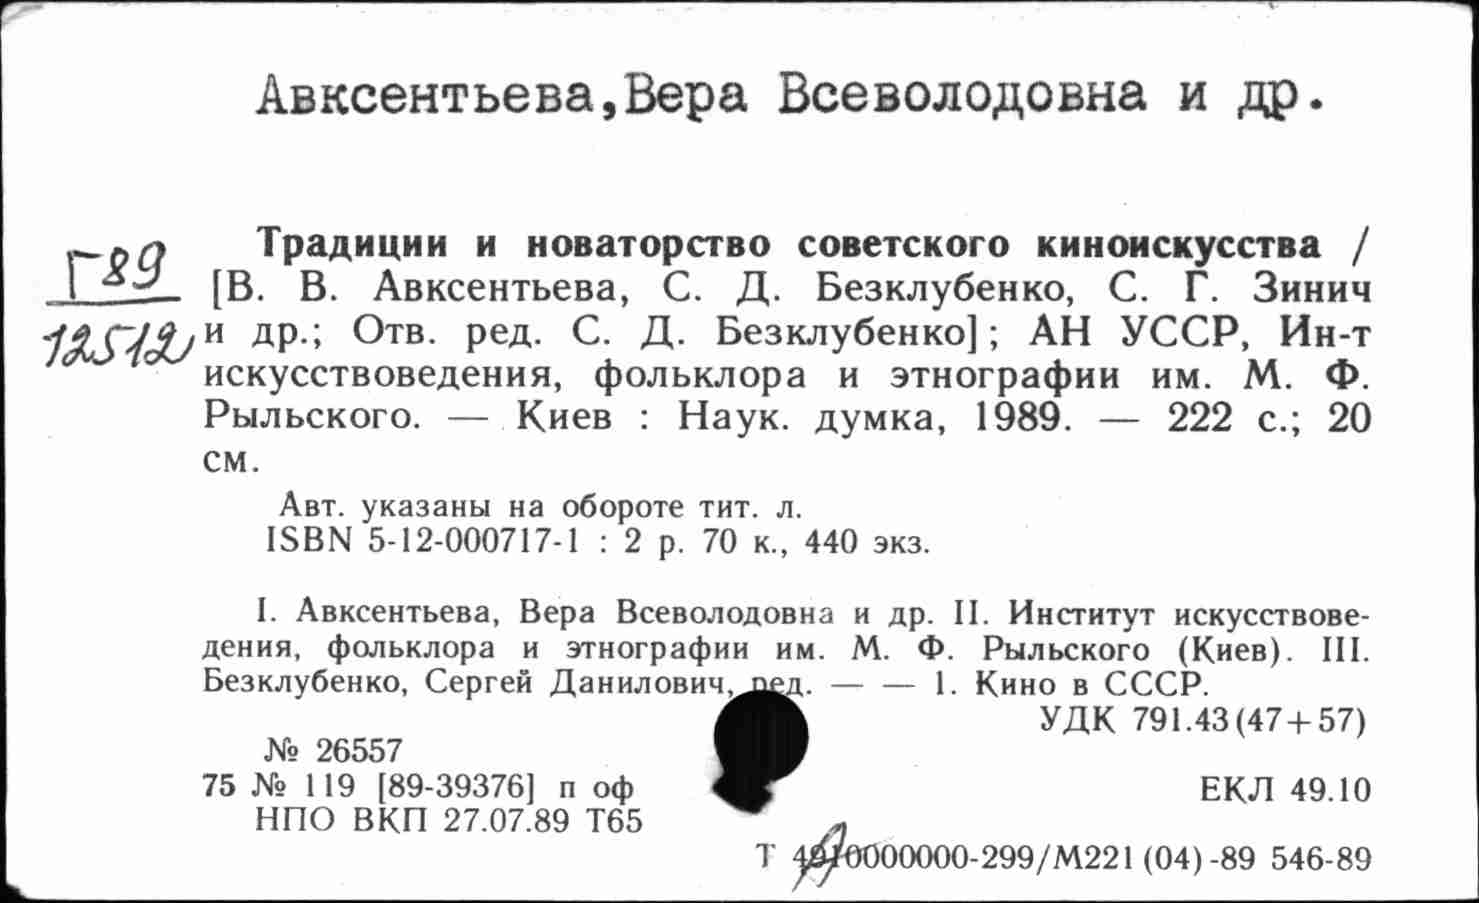 Авксентьева,Вера Всеволодовна и др.
Традиции и новаторство советского киноискусства /
Г89
[В. В. Авксентьева, С. Д. Безклубенко, С. Г. Зинич
12512
и др.; Отв. ред. С. Д. Безклубенко]; АН УССР, Ин-т
искусствоведения, фольклора и этнографии им. М. Ф.
Рыльского. — Киев : Наук. думка, 1989. — 222 с.; 20
см.
Авт. указаны на обороте тит. л.
ISBN 5-12-000717-1 : 2 р. 70 к., 440 экз.
I. Авксентьева, Вера Всеволодовна и др. II. Институт искусствове-
дения, фольклора и этнографии им. М. Ф. Рыльского (Киев). III.
Безклубенко, Сергей Данилович, ред. — — 1. Кино в СССР.
УДК 791.43(47+57)
№ 26557
75 № 119 [89-39376] п оф
ЕКЛ 49.10
НПО ВКП 27.07.89 Т65
Т 4910000000-299/М221(04)-89 546-89